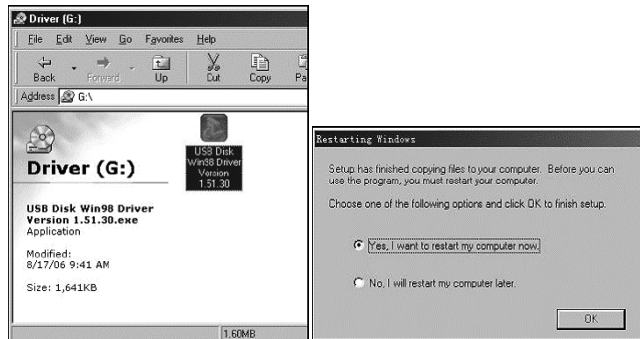 Driver (G:)
File Edit View Go Favorites Help
Back Forward Up Cut Copy
Address G:\
Driver (G:)
USB Disk Win98 Driver
Version 1.51.30.exe
Application
Modified:
8/17/06 9:41 AM
Size: 1,641KB
USB Disk
Win98 Driver
Version
1.51.30
1.60MB
Restarting Windows
Setup has finished copying files to your computer. Before you can
use the program, you must restart your computer.
Choose one of the following options and click OK to finish setup.
Yes, I want to restart my computer now.
No, I will restart my computer later.
OK